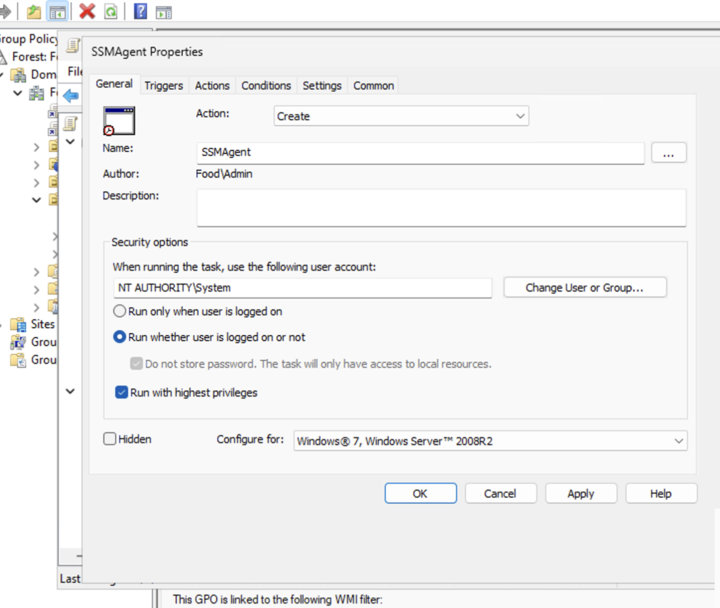 Group Policy
SSMAgent Properties
Forest: F
File
Dom
F
General Triggers Actions Conditions Settings Common
Action: Create
Name: SSMAgent ...
Author: Food\Admin
Description:
Security options
When running the task, use the following user account:
NT AUTHORITY\System Change User or Group...
Run only when user is logged on
Run whether user is logged on or not
Do not store password. The task will only have access to local resources.
Run with highest privileges
Sites
Grou
Grou
Hidden Configure for: Windows® 7, Windows Server™ 2008R2
OK Cancel Apply Help
Last
This GPO is linked to the following WMI filter: